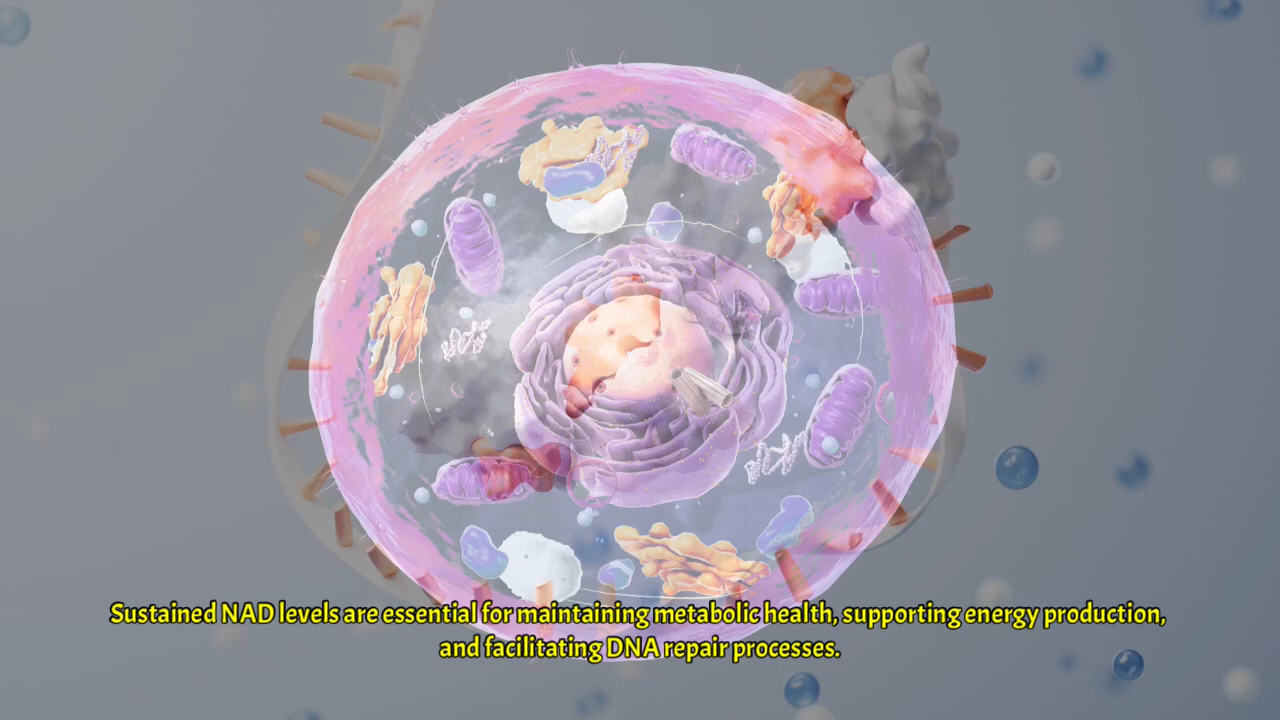 Sustained NAD levels are essential for maintaining metabolic health, supporting energy production,
and facilitating DNA repair processes.